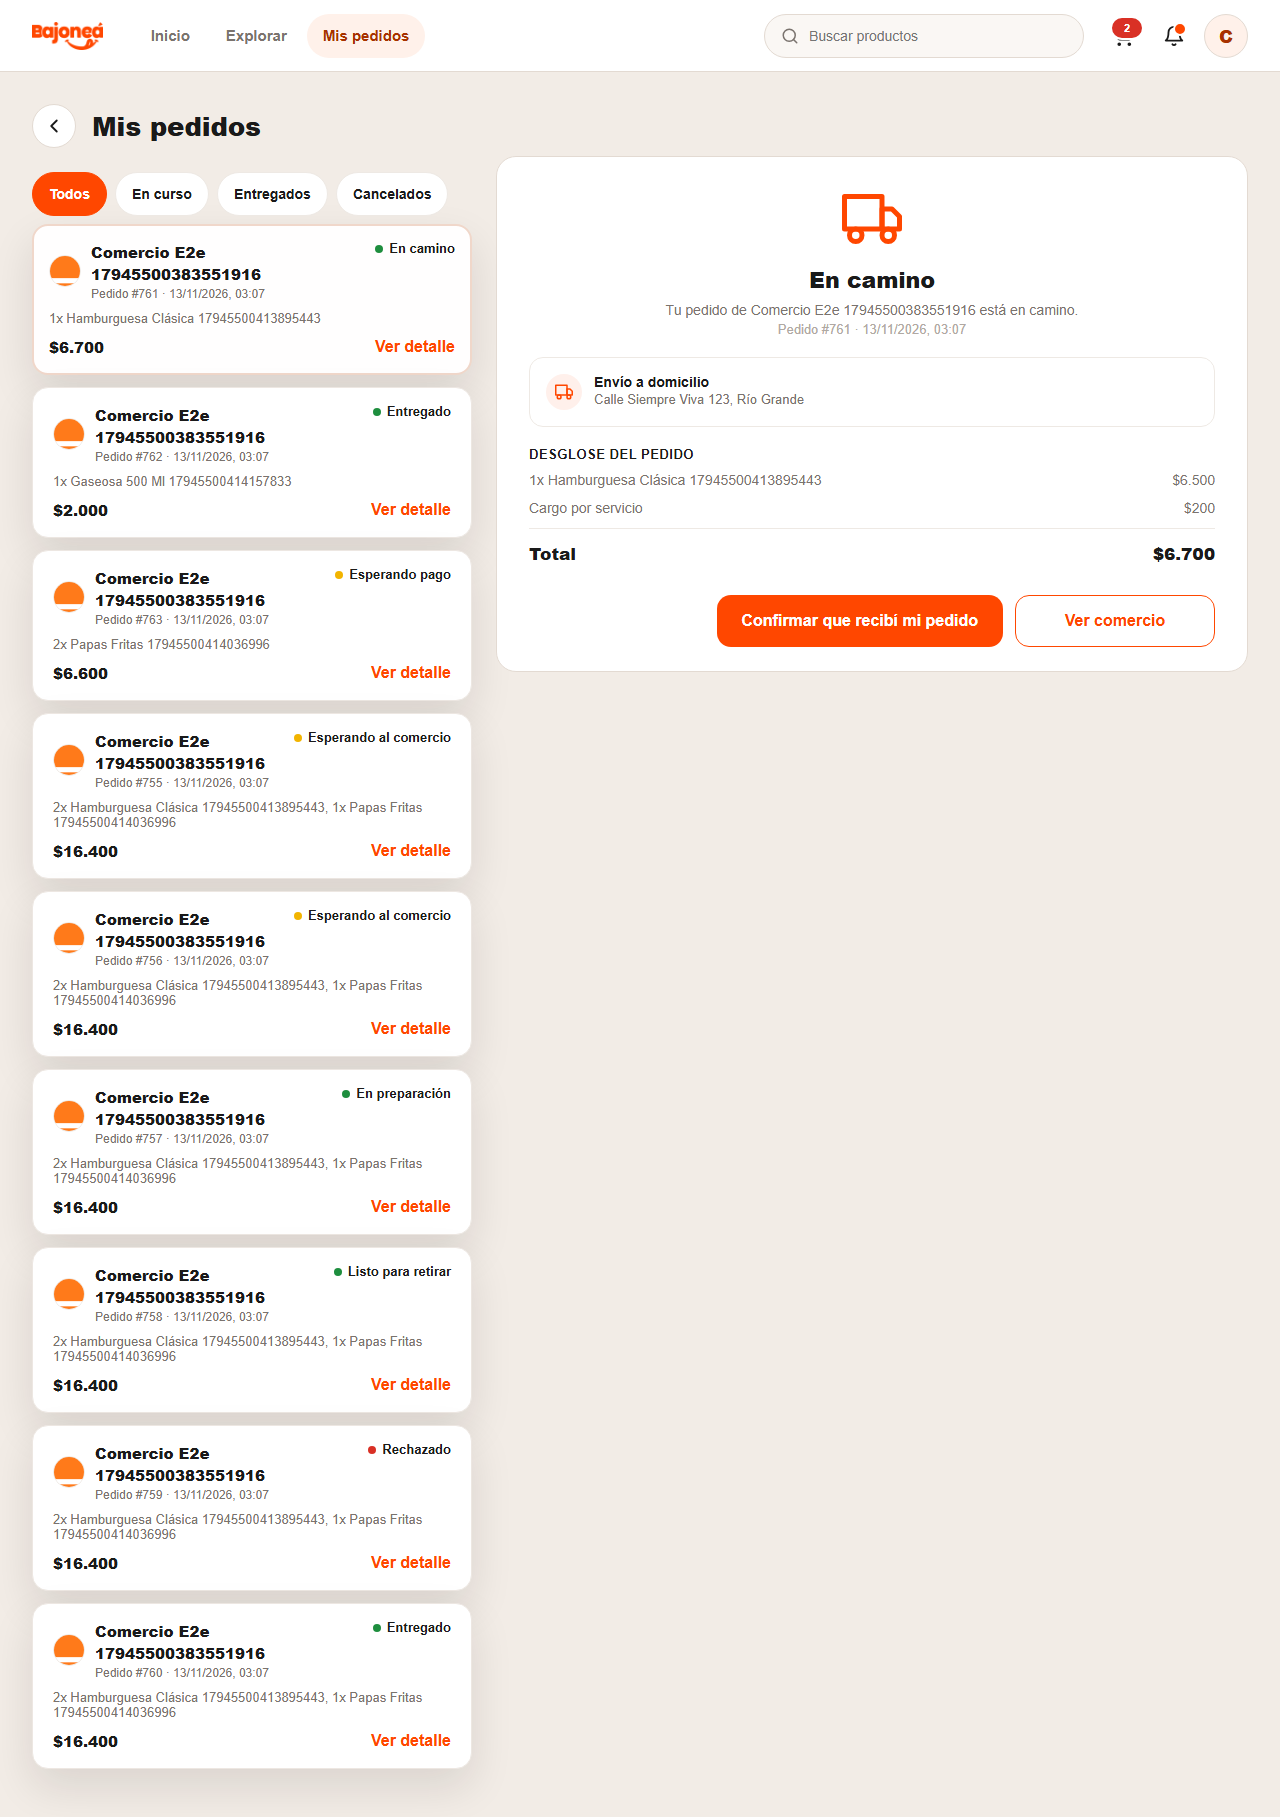 Bajoneá
Inicio
Explorar
Mis pedidos
Buscar productos
2
C
Mis pedidos
Todos
En curso
Entregados
Cancelados
Comercio E2e
17945500383551916
En camino
Pedido #761 · 13/11/2026, 03:07
1x Hamburguesa Clásica 17945500413895443
$6.700
Ver detalle
Comercio E2e
17945500383551916
Entregado
Pedido #762 · 13/11/2026, 03:07
1x Gaseosa 500 Ml 17945500414157833
$2.000
Ver detalle
Comercio E2e
17945500383551916
Esperando pago
Pedido #763 · 13/11/2026, 03:07
2x Papas Fritas 17945500414036996
$6.600
Ver detalle
Comercio E2e
17945500383551916
Esperando al comercio
Pedido #755 · 13/11/2026, 03:07
2x Hamburguesa Clásica 17945500413895443, 1x Papas Fritas
17945500414036996
$16.400
Ver detalle
Comercio E2e
17945500383551916
Esperando al comercio
Pedido #756 · 13/11/2026, 03:07
2x Hamburguesa Clásica 17945500413895443, 1x Papas Fritas
17945500414036996
$16.400
Ver detalle
Comercio E2e
17945500383551916
En preparación
Pedido #757 · 13/11/2026, 03:07
2x Hamburguesa Clásica 17945500413895443, 1x Papas Fritas
17945500414036996
$16.400
Ver detalle
Comercio E2e
17945500383551916
Listo para retirar
Pedido #758 · 13/11/2026, 03:07
2x Hamburguesa Clásica 17945500413895443, 1x Papas Fritas
17945500414036996
$16.400
Ver detalle
Comercio E2e
17945500383551916
Rechazado
Pedido #759 · 13/11/2026, 03:07
2x Hamburguesa Clásica 17945500413895443, 1x Papas Fritas
17945500414036996
$16.400
Ver detalle
Comercio E2e
17945500383551916
Entregado
Pedido #760 · 13/11/2026, 03:07
2x Hamburguesa Clásica 17945500413895443, 1x Papas Fritas
17945500414036996
$16.400
Ver detalle
En camino
Tu pedido de Comercio E2e 17945500383551916 está en camino.
Pedido #761 · 13/11/2026, 03:07
Envío a domicilio
Calle Siempre Viva 123, Río Grande
DESGLOSE DEL PEDIDO
1x Hamburguesa Clásica 17945500413895443
$6.500
Cargo por servicio
$200
Total
$6.700
Confirmar que recibí mi pedido
Ver comercio